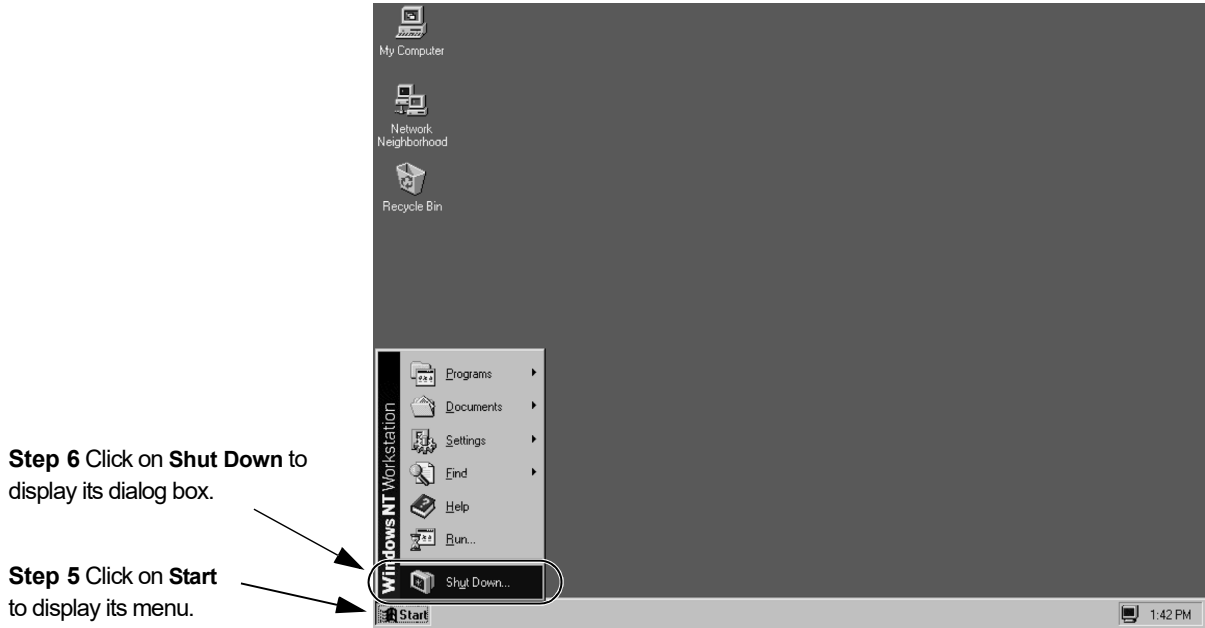 My Computer
Network
Neighborhood
Recycle Bin
Windows NT Workstation
Programs
Documents
Settings
Find
Help
Run...
Shut Down...
Step 6 Click on Shut Down to
display its dialog box.
Step 5 Click on Start
to display its menu.
Start
1:42 PM